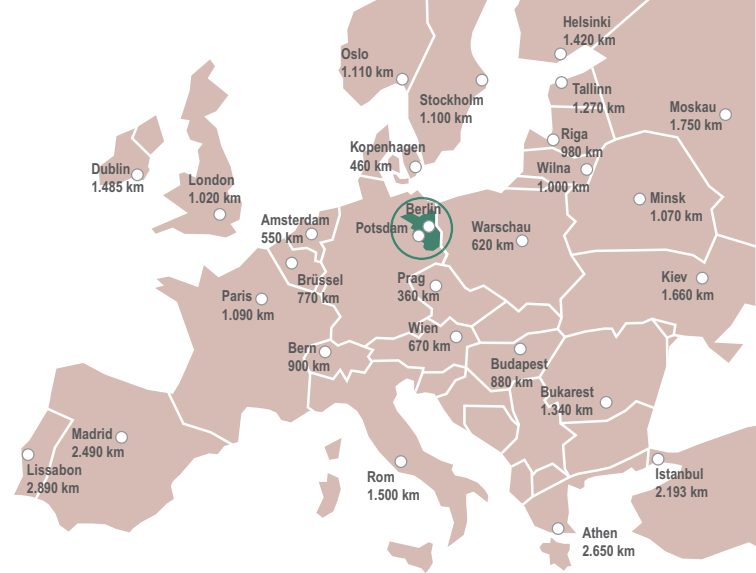 Helsinki
1.420 km
Oslo
1.110 km
Stockholm
1.100 km
Tallinn
1.270 km
Moskau
1.750 km
Riga
980 km
Kopenhagen
460 km
Wilna
1.000 km
Dublin
1.485 km
London
1.020 km
Minsk
1.070 km
Berlin
Potsdam
Amsterdam
550 km
Warschau
620 km
Brüssel
770 km
Prag
360 km
Kiev
1.660 km
Paris
1.090 km
Wien
670 km
Bern
900 km
Budapest
880 km
Bukarest
1.340 km
Madrid
2.490 km
Lissabon
2.890 km
Rom
1.500 km
Istanbul
2.193 km
Athen
2.650 km